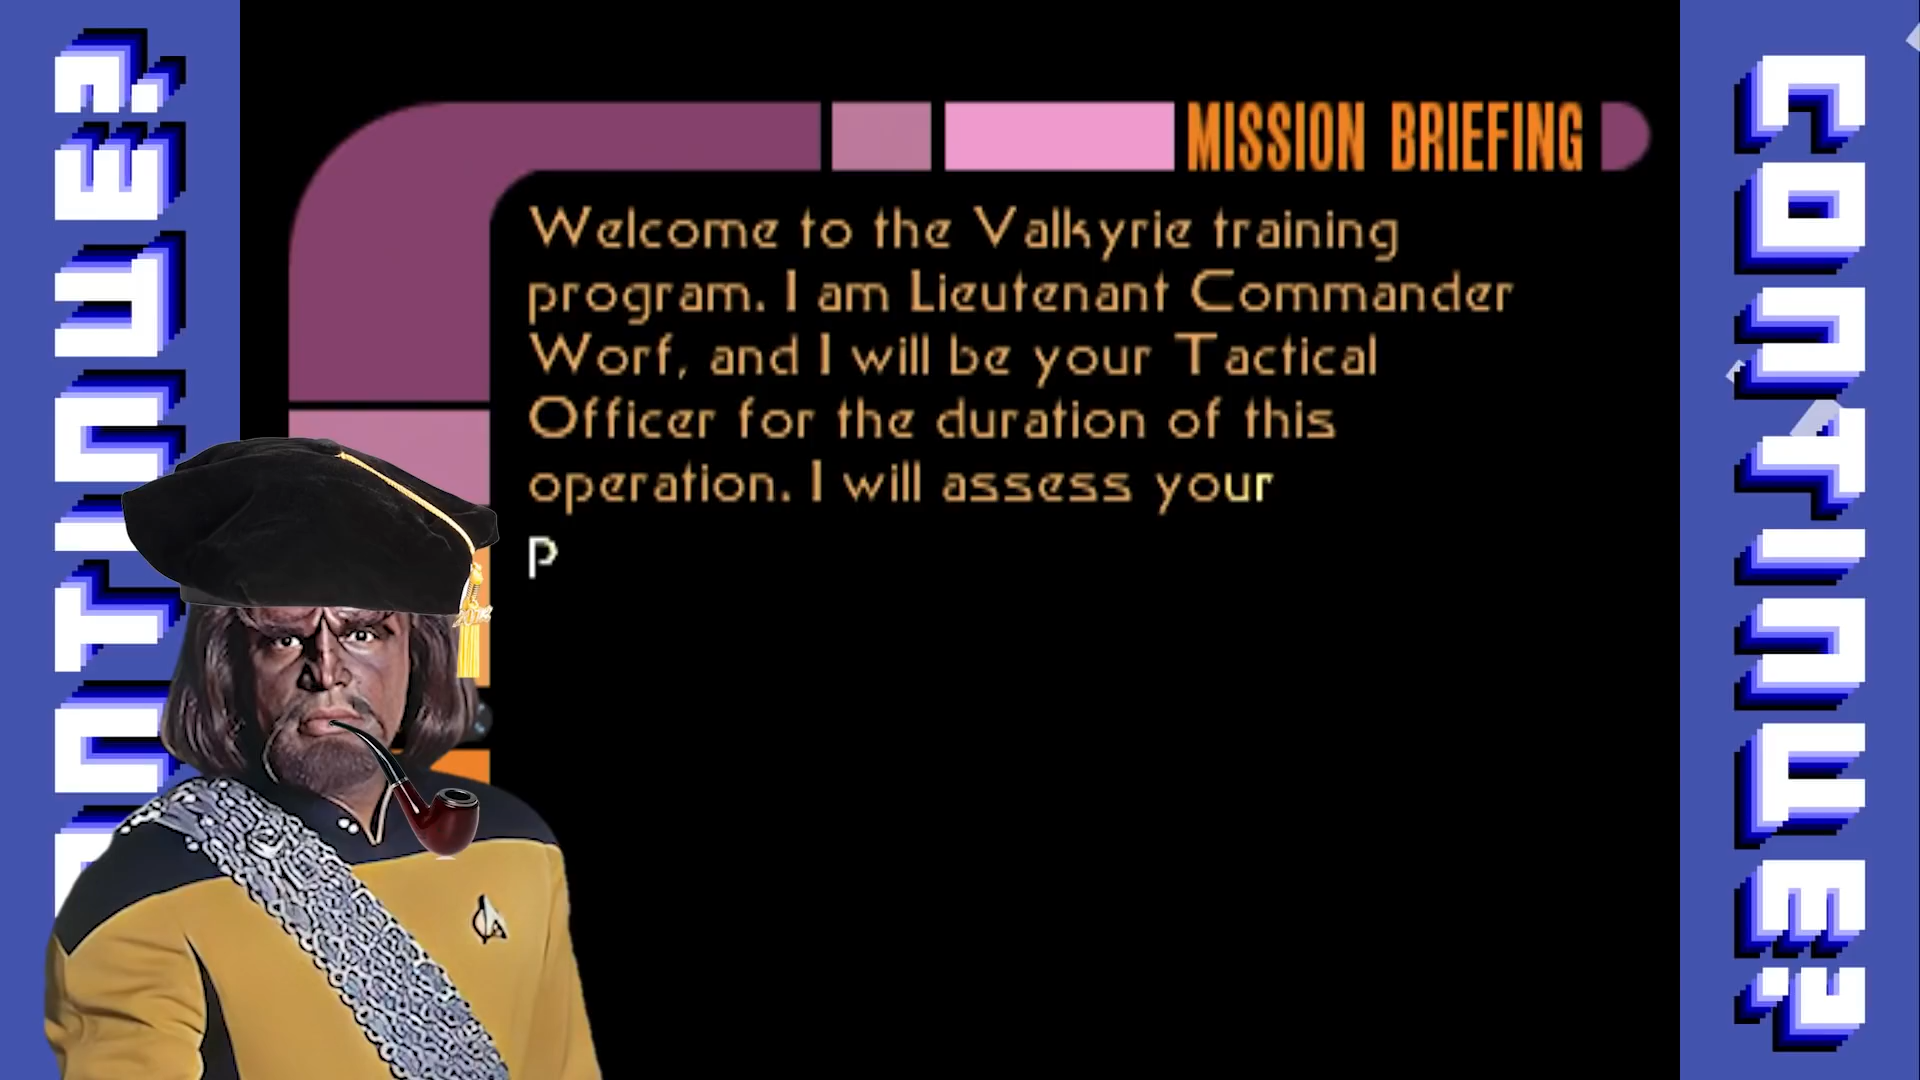 CONTINUE?
MISSION BRIEFING
Welcome to the Valkyrie training
program. I am Lieutenant Commander
Worf, and I will be your Tactical
Officer for the duration of this
operation. I will assess your
p
CONTINUE?